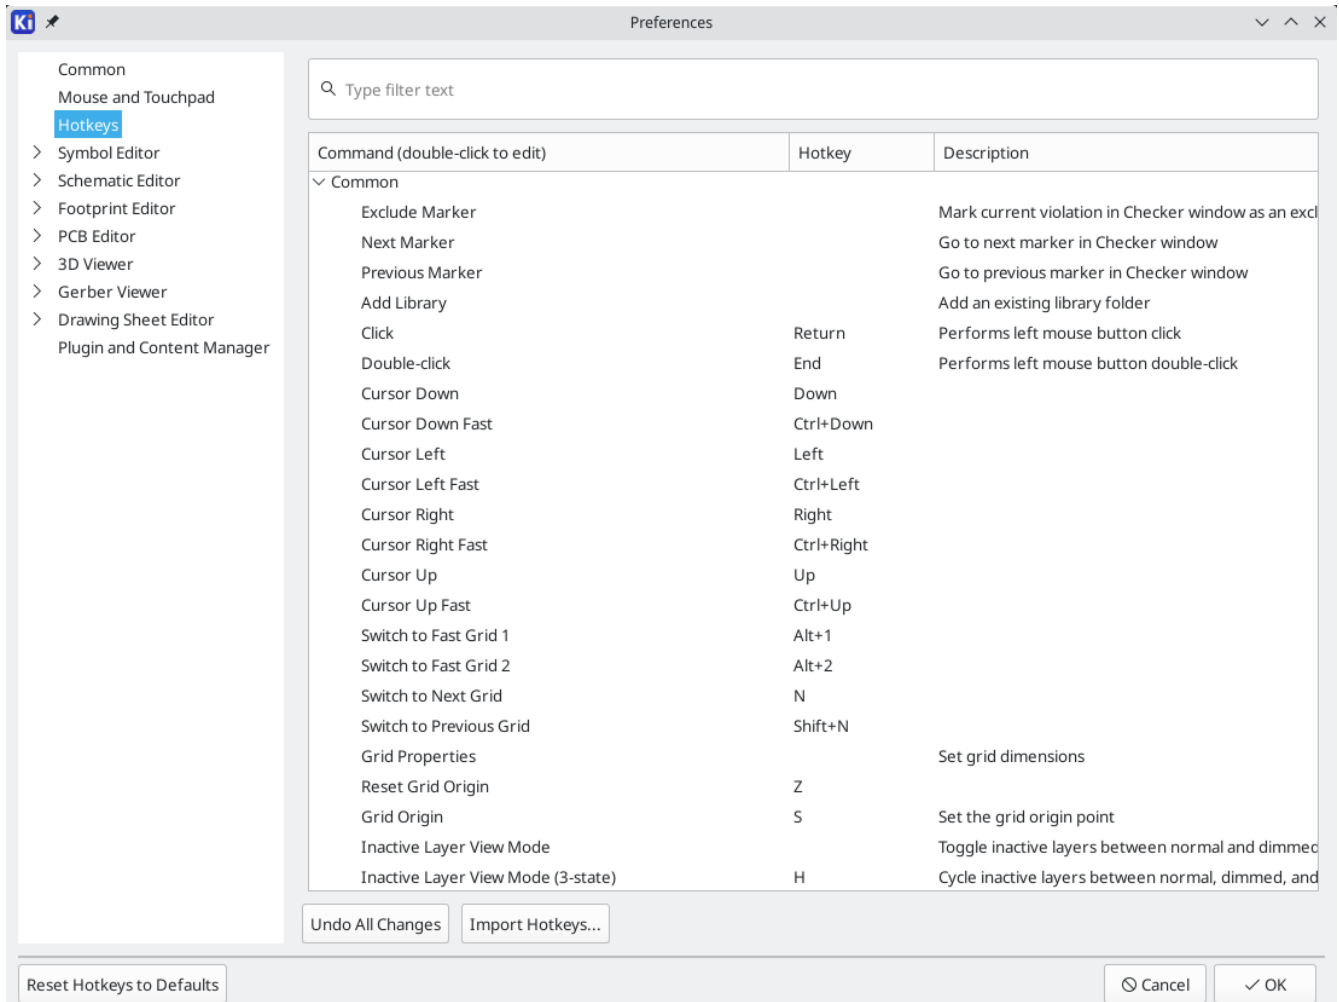 Ki Preferences
Common
Mouse and Touchpad
Hotkeys
Symbol Editor
Schematic Editor
Footprint Editor
PCB Editor
3D Viewer
Gerber Viewer
Drawing Sheet Editor
Plugin and Content Manager
Type filter text
Command (double-click to edit) Hotkey Description
Common
Exclude Marker Mark current violation in Checker window as an excl
Next Marker Go to next marker in Checker window
Previous Marker Go to previous marker in Checker window
Add Library Add an existing library folder
Click Return Performs left mouse button click
Double-click End Performs left mouse button double-click
Cursor Down Down
Cursor Down Fast Ctrl+Down
Cursor Left Left
Cursor Left Fast Ctrl+Left
Cursor Right Right
Cursor Right Fast Ctrl+Right
Cursor Up Up
Cursor Up Fast Ctrl+Up
Switch to Fast Grid 1 Alt+1
Switch to Fast Grid 2 Alt+2
Switch to Next Grid N
Switch to Previous Grid Shift+N
Grid Properties Set grid dimensions
Reset Grid Origin Z
Grid Origin S Set the grid origin point
Inactive Layer View Mode Toggle inactive layers between normal and dimmed
Inactive Layer View Mode (3-state) H Cycle inactive layers between normal, dimmed, and
Undo All Changes Import Hotkeys...
Reset Hotkeys to Defaults Cancel OK